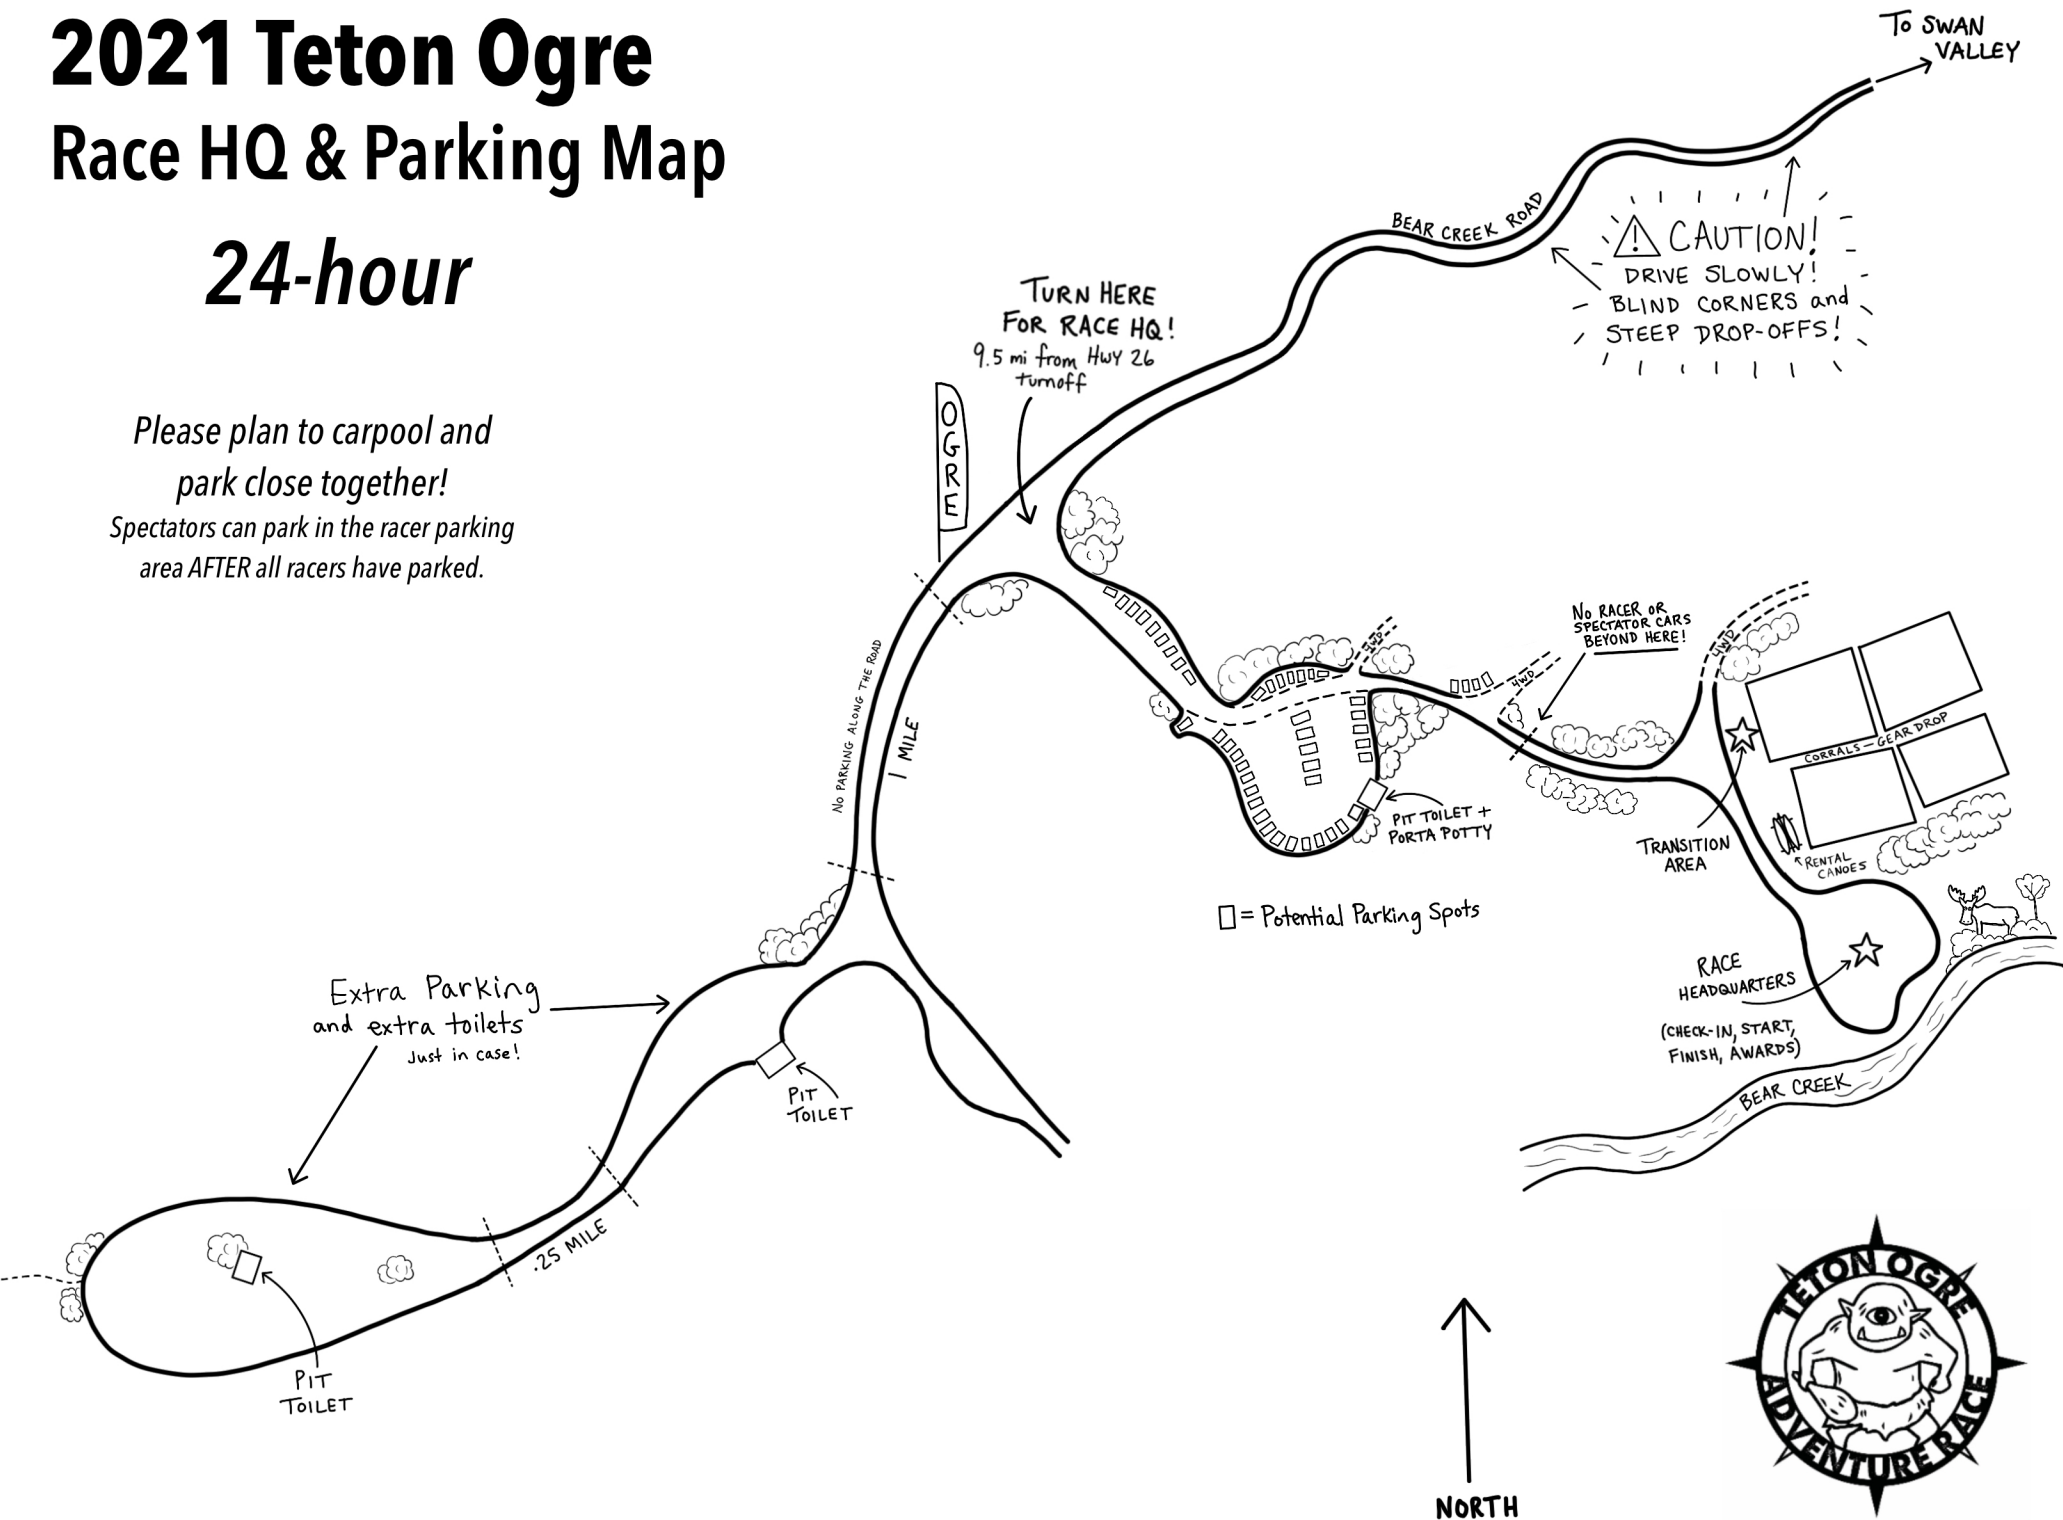 2021 Teton Ogre
Race HQ & Parking Map
24-hour
Please plan to carpool and
park close together!
Spectators can park in the racer parking
area AFTER all racers have parked.
TO SWAN
VALLEY
BEAR CREEK ROAD
! CAUTION!
DRIVE SLOWLY!
BLIND CORNERS and
STEEP DROP-OFFS!
TURN HERE
FOR RACE HQ!
9.5 mi from HWY 26
turnoff
OGRE
NO PARKING ALONG THE ROAD
1 MILE
4WD
4WD
NO RACER OR
SPECTATOR CARS
BEYOND HERE!
4WD
CORRALS - GEAR DROP
PIT TOILET +
PORTA POTTY
TRANSITION
AREA
RENTAL
CANOES
= Potential Parking Spots
RACE
HEADQUARTERS
(CHECK-IN, START,
FINISH, AWARDS)
BEAR CREEK
Extra Parking
and extra toilets
Just in case!
PIT
TOILET
.25 MILE
PIT
TOILET
NORTH
TETON OGRE
ADVENTURE RACE